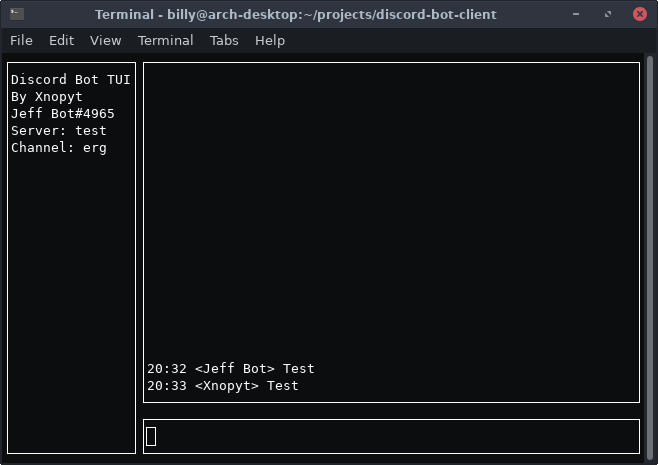 Terminal - billy@arch-desktop:~/projects/discord-bot-client
File Edit View Terminal Tabs Help
Discord Bot TUI
By Xnopyt
Jeff Bot#4965
Server: test
Channel: erg
20:32 <Jeff Bot> Test
20:33 <Xnopyt> Test